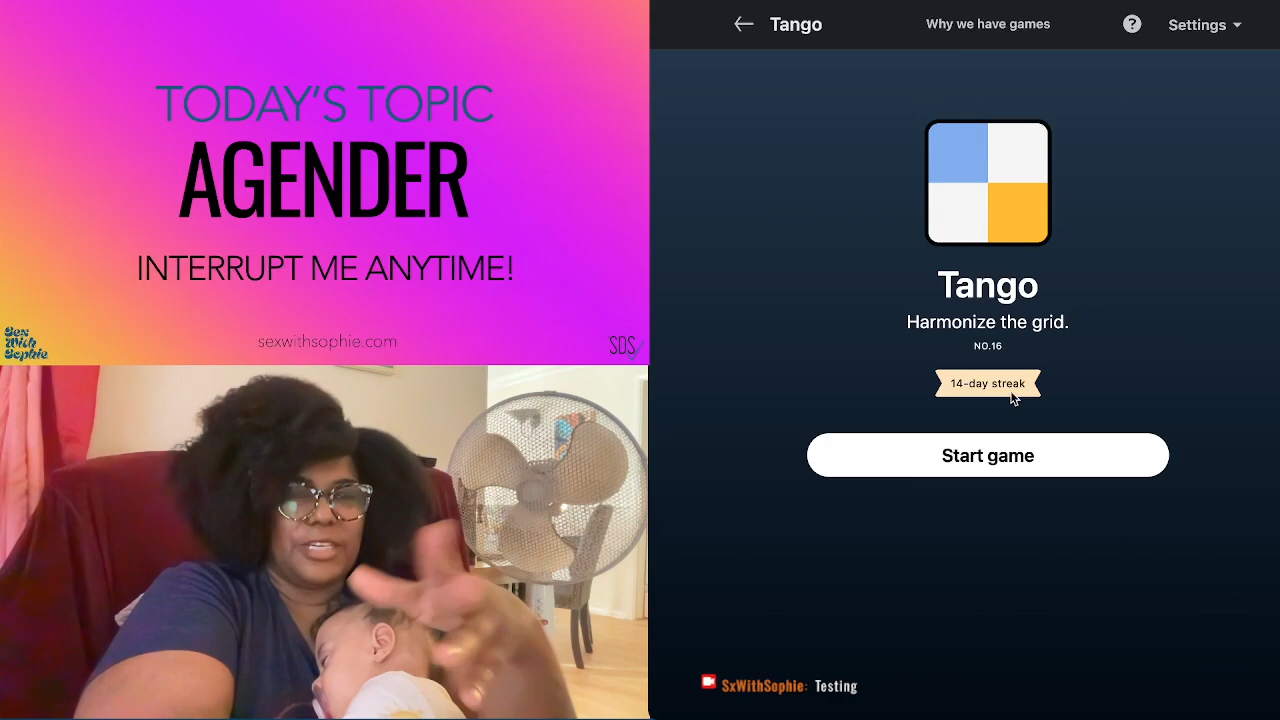 TODAY'S TOPIC
AGENDER
INTERRUPT ME ANYTIME!
Sex
With
Sophie
sexwithsophie.com
SDS
Tango
Why we have games
?
Settings
Tango
Harmonize the grid.
NO.16
14-day streak
Start game
SxWithSophie: Testing